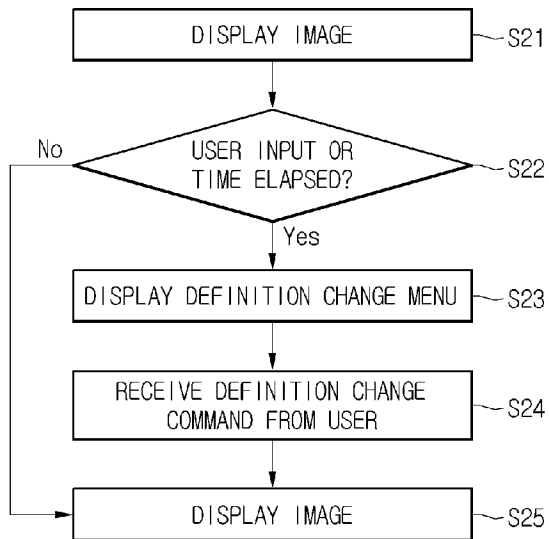 DISPLAY IMAGE
S21
No
USER INPUT OR
TIME ELAPSED?
S22
Yes
DISPLAY DEFINITION CHANGE MENU
S23
RECEIVE DEFINITION CHANGE
COMMAND FROM USER
S24
DISPLAY IMAGE
S25